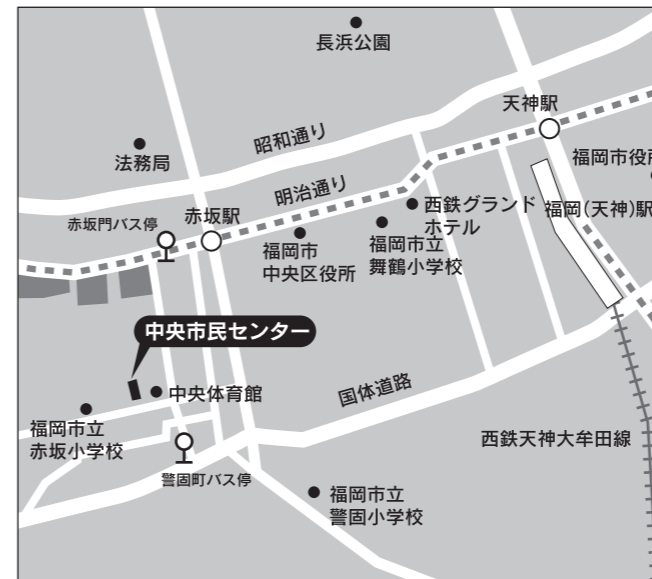 長浜公園
天神駅
昭和通り
法務局
福岡市役所
明治通り
西鉄グランド
ホテル
福岡(天神)駅
赤坂門バス停
赤坂駅
福岡市
中央区役所
福岡市立
舞鶴小学校
中央市民センター
国体道路
中央体育館
福岡市立
赤坂小学校
西鉄天神大牟田線
警固町バス停
福岡市立
警固小学校